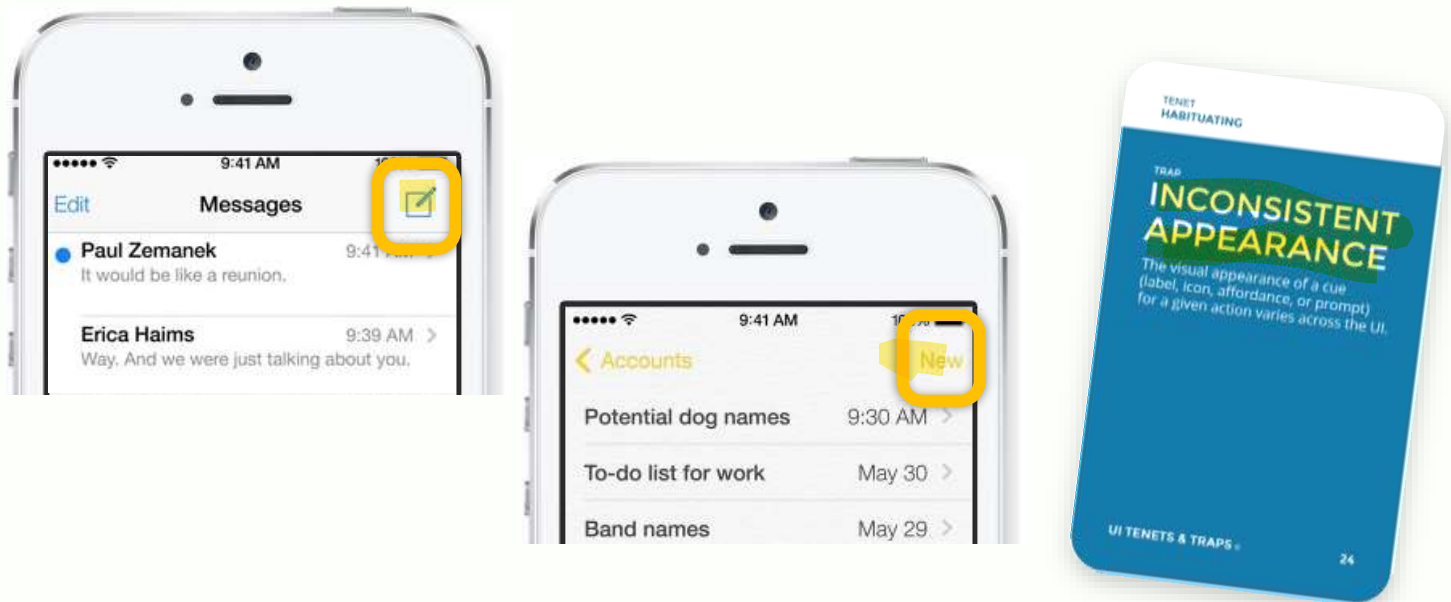 9:41 AM
Edit
Messages
Paul Zemanek
9:41
It would be like a reunion.
Erica Haims
9:39 AM
Way. And we were just talking about you.
9:41 AM
Accounts
New
Potential dog names
9:30 AM
To-do list for work
May 30
Band names
May 29
TENET
HABITUATING
TRAP
INCONSISTENT
APPEARANCE
The visual appearance of a cue
(label, icon, affordance, or prompt)
for a given action varies across the UI.
UI TENETS & TRAPS
24